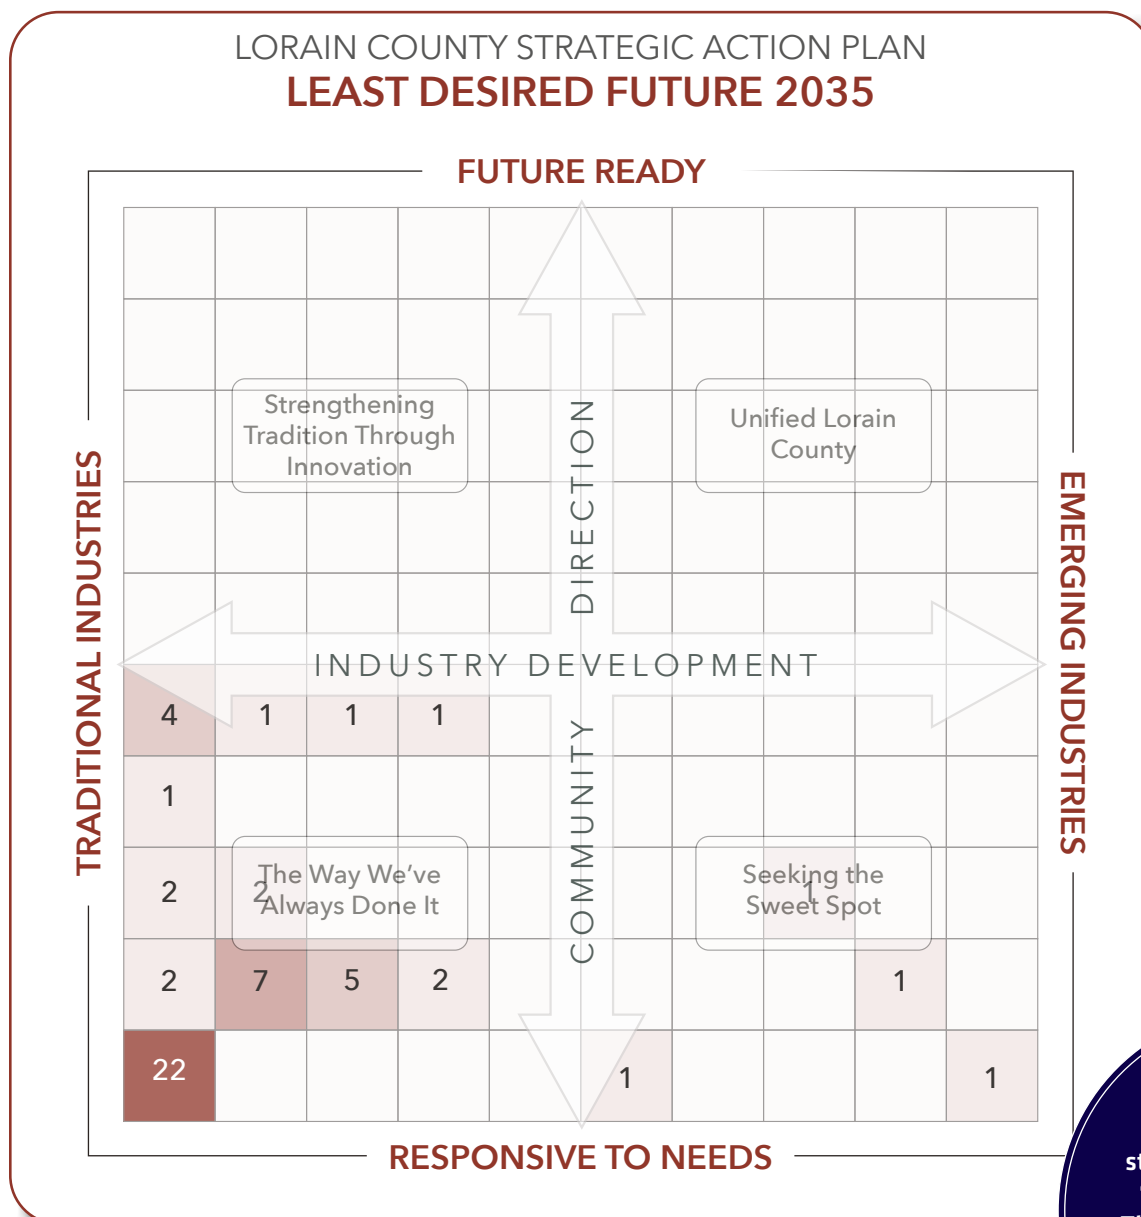 LORAIN COUNTY STRATEGIC ACTION PLAN
LEAST DESIRED FUTURE 2035
FUTURE READY
TRADITIONAL INDUSTRIES
EMERGING INDUSTRIES
Strengthening
Tradition Through
Innovation
Unified Lorain
County
COMMUNITY DIRECTION
INDUSTRY DEVELOPMENT
4 1 1 1
1
The Way We've
Always Done It
Seeking the
Sweet Spot
2 2 1
2 7 5 2 1
22 1 1
RESPONSIVE TO NEEDS